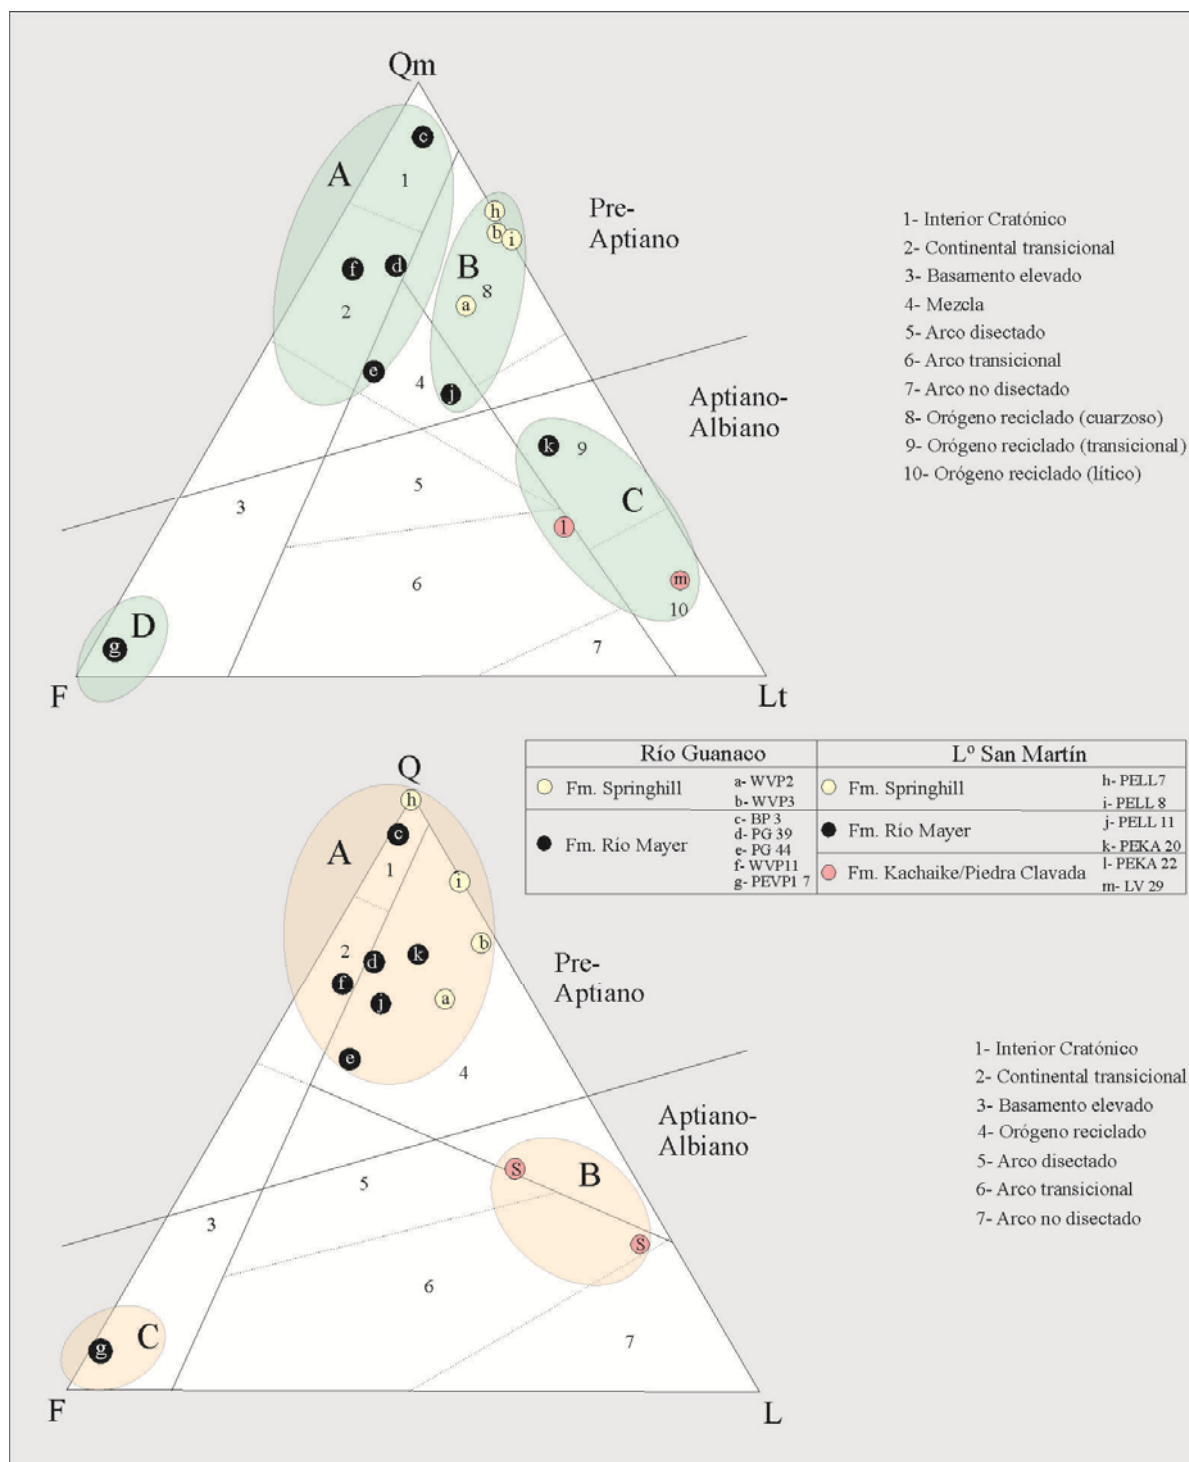 Qm
c
A
1
h
Pre-
Aptiano
b
i
B
f
d
8
2
a
e
4
j
Aptiano-
Albiano
k
9
5
C
3
l
6
m
10
D
7
g
F
Lt
1- Interior Cratónico
2- Continental transicional
3- Basamento elevado
4- Mezcla
5- Arco disectado
6- Arco transicional
7- Arco no disectado
8- Orógeno reciclado (cuarzoso)
9- Orógeno reciclado (transicional)
10- Orógeno reciclado (lítico)
Río Guanaco
Fm. Springhill
a- WVP2
b- WVP3
Fm. Río Mayer
c- BP 3
d- PG 39
e- PG 44
f- WVP11
g- PEVP1 7
Lº San Martín
Fm. Springhill
h- PELL7
i- PELL 8
Fm. Río Mayer
j- PELL 11
k- PEKA 20
Fm. Kachaike/Piedra Clavada
l- PEKA 22
m- LV 29
Q
h
c
A
1
i
b
2
d
k
Pre-
Aptiano
f
j
a
e
4
Aptiano-
Albiano
s
B
5
3
s
6
C
7
g
F
L
1- Interior Cratónico
2- Continental transicional
3- Basamento elevado
4- Orógeno reciclado
5- Arco disectado
6- Arco transicional
7- Arco no disectado